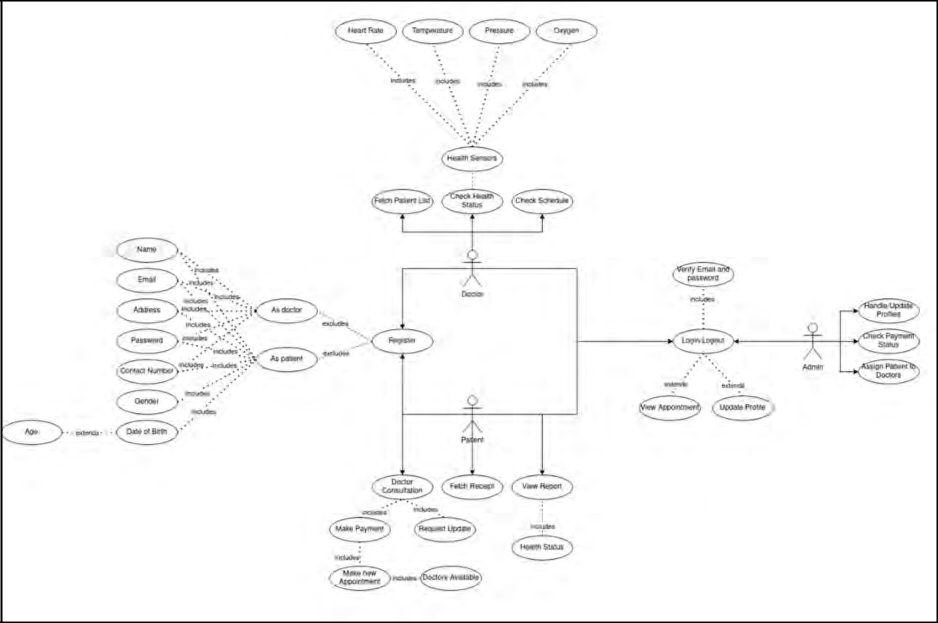 Heart Rate
Temperature
Pressure
Oxygen
includes
includes
includes
includes
Health Sensors
Fetch Patient List
Check Health
Status
Check Schedule
Doctor
Name
Email
Address
Password
Contact Number
Gender
Date of Birth
Age
extends
includes
includes
includes
includes
includes
includes
includes
includes
includes
includes
includes
As doctor
As patient
excludes
excludes
Register
Verify Email and
password
includes
Login/Logout
extends
extends
View Appointment
Update Profile
Admin
Handle/Update
Profiles
Check Payment
Status
Assign Patient to
Doctors
Patient
Doctor
Consultation
Fetch Receipt
View Report
includes
includes
includes
Make Payment
Request Update
Health Status
includes
Make new
Appointment
includes
Doctors Available